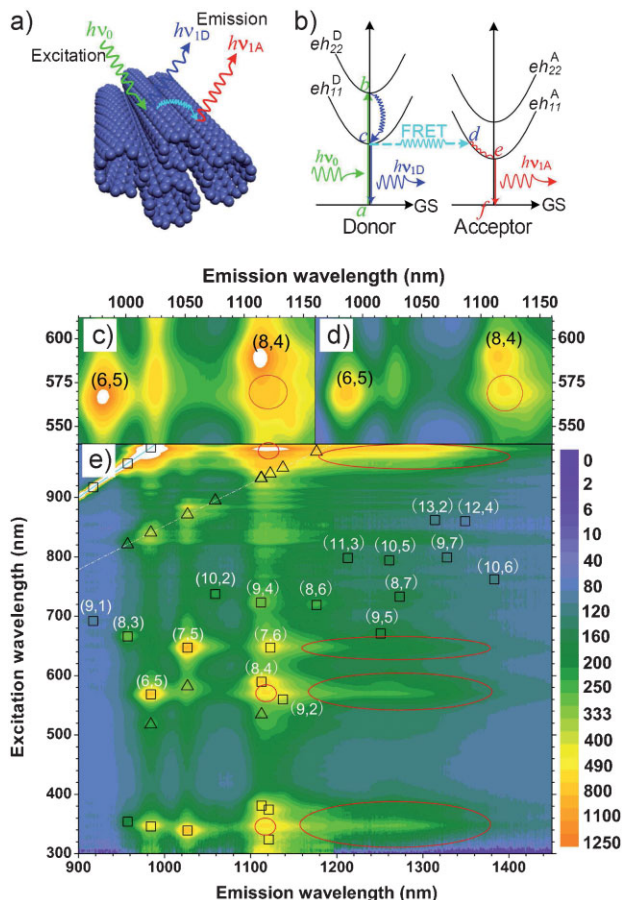 a)
Emission
Excitation
hν0
hν1D
hν1A
b)
eh22D
eh11D
eh22A
eh11A
b
c
FRET
d
e
hν0
hν1D
hν1A
a
GS
f
GS
Donor
Acceptor
Emission wavelength (nm)
1000 1050 1100 1000 1050 1100 1150
600
575
550
c)
(6,5)
(8,4)
d)
(6,5)
(8,4)
600
575
550
e)
Excitation wavelength (nm)
900
800
700
600
500
400
300
(13,2)
(12,4)
(11,3)
(10,5)
(9,7)
(10,6)
(10,2)
(9,4)
(8,6)
(8,7)
(9,1)
(8,3)
(7,5)
(7,6)
(9,5)
(6,5)
(8,4)
(9,2)
900 1000 1100 1200 1300 1400
Emission wavelength (nm)
0
2
4
6
10
40
80
120
160
200
250
333
417
500
400
490
700
900
1100
1250